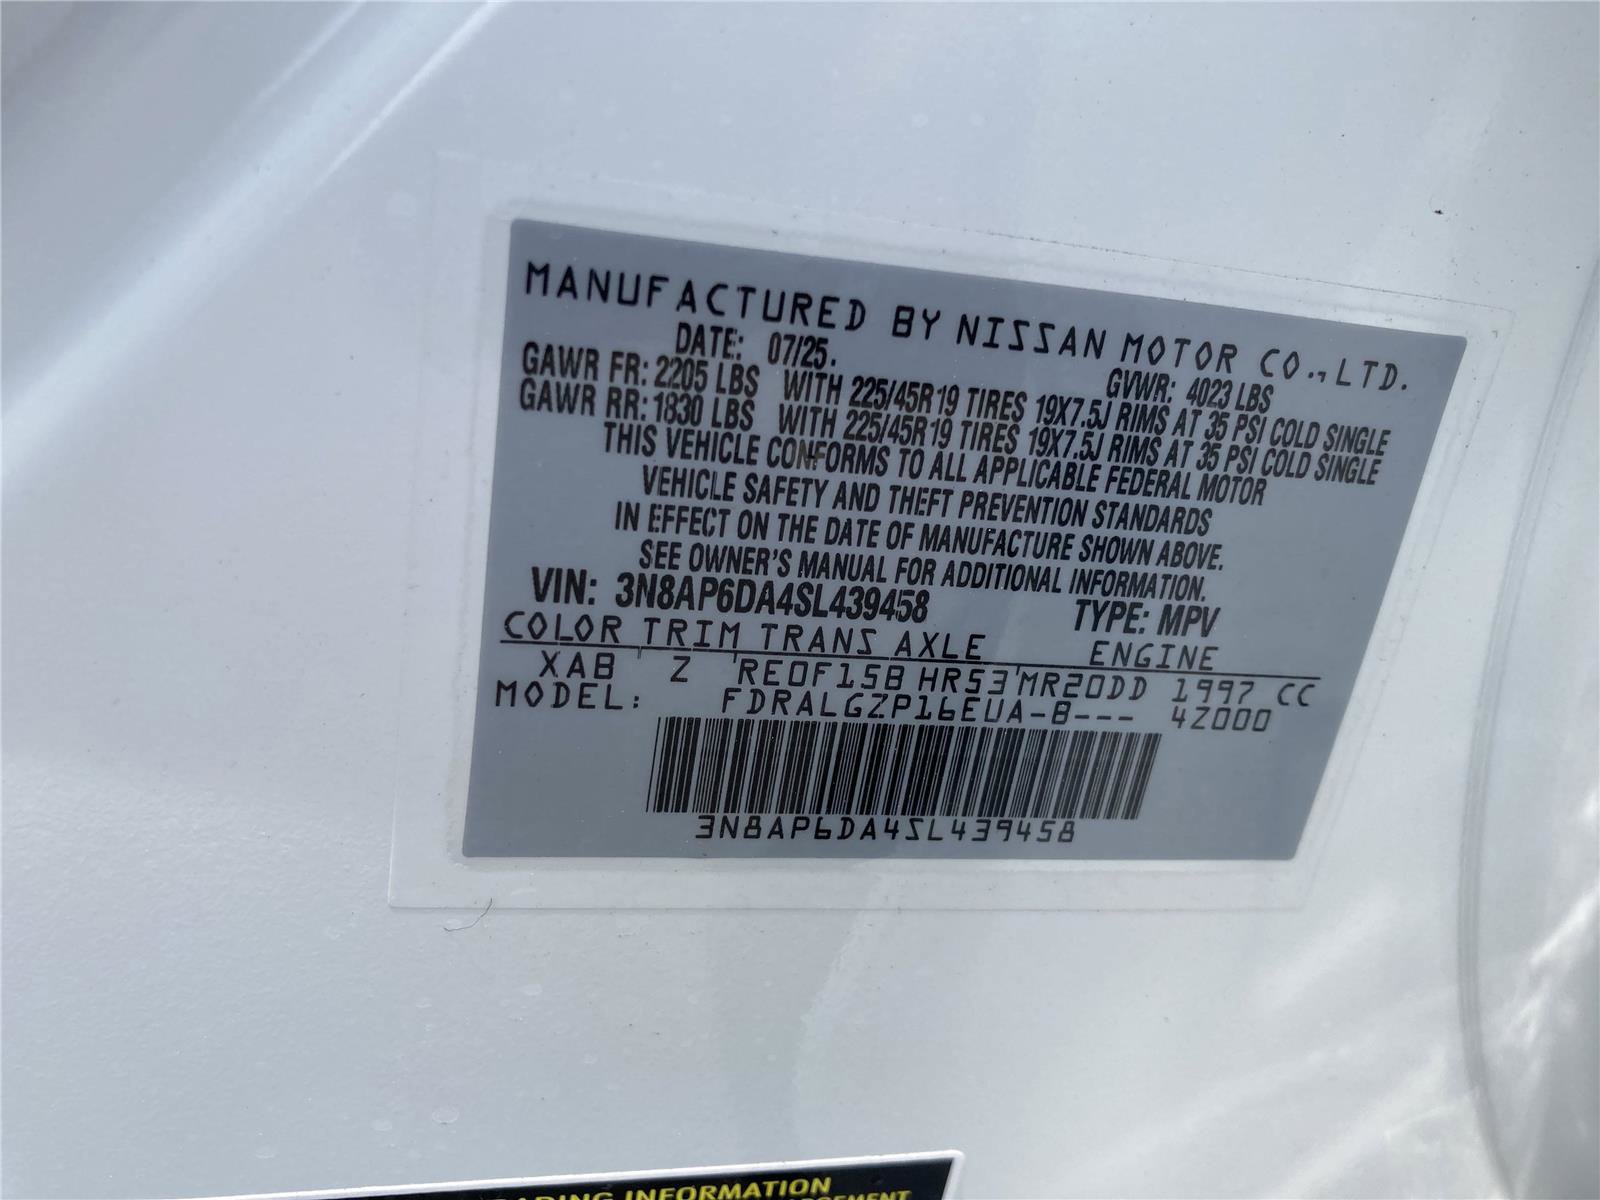 MANUFACTURED BY NISSAN MOTOR CO., LTD.
DATE: 07/25. GVWR: 4023 LBS
GAWR FR: 2205 LBS WITH 225/45R19 TIRES 19X7.5J RIMS AT 35 PSI COLD SINGLE
GAWR RR: 1830 LBS WITH 225/45R19 TIRES 19X7.5J RIMS AT 35 PSI COLD SINGLE
THIS VEHICLE CONFORMS TO ALL APPLICABLE FEDERAL MOTOR
VEHICLE SAFETY AND THEFT PREVENTION STANDARDS
IN EFFECT ON THE DATE OF MANUFACTURE SHOWN ABOVE.
SEE OWNER'S MANUAL FOR ADDITIONAL INFORMATION.
VIN: 3N8AP6DA4SL439458 TYPE: MPV
COLOR TRIM TRANS AXLE ENGINE
XAB Z RE0F15B HR53 MR20DD 1997 CC
MODEL: FDRALGZP16EUA-B--- 4Z000
3N8AP6DA4SL439458
INFORMATION